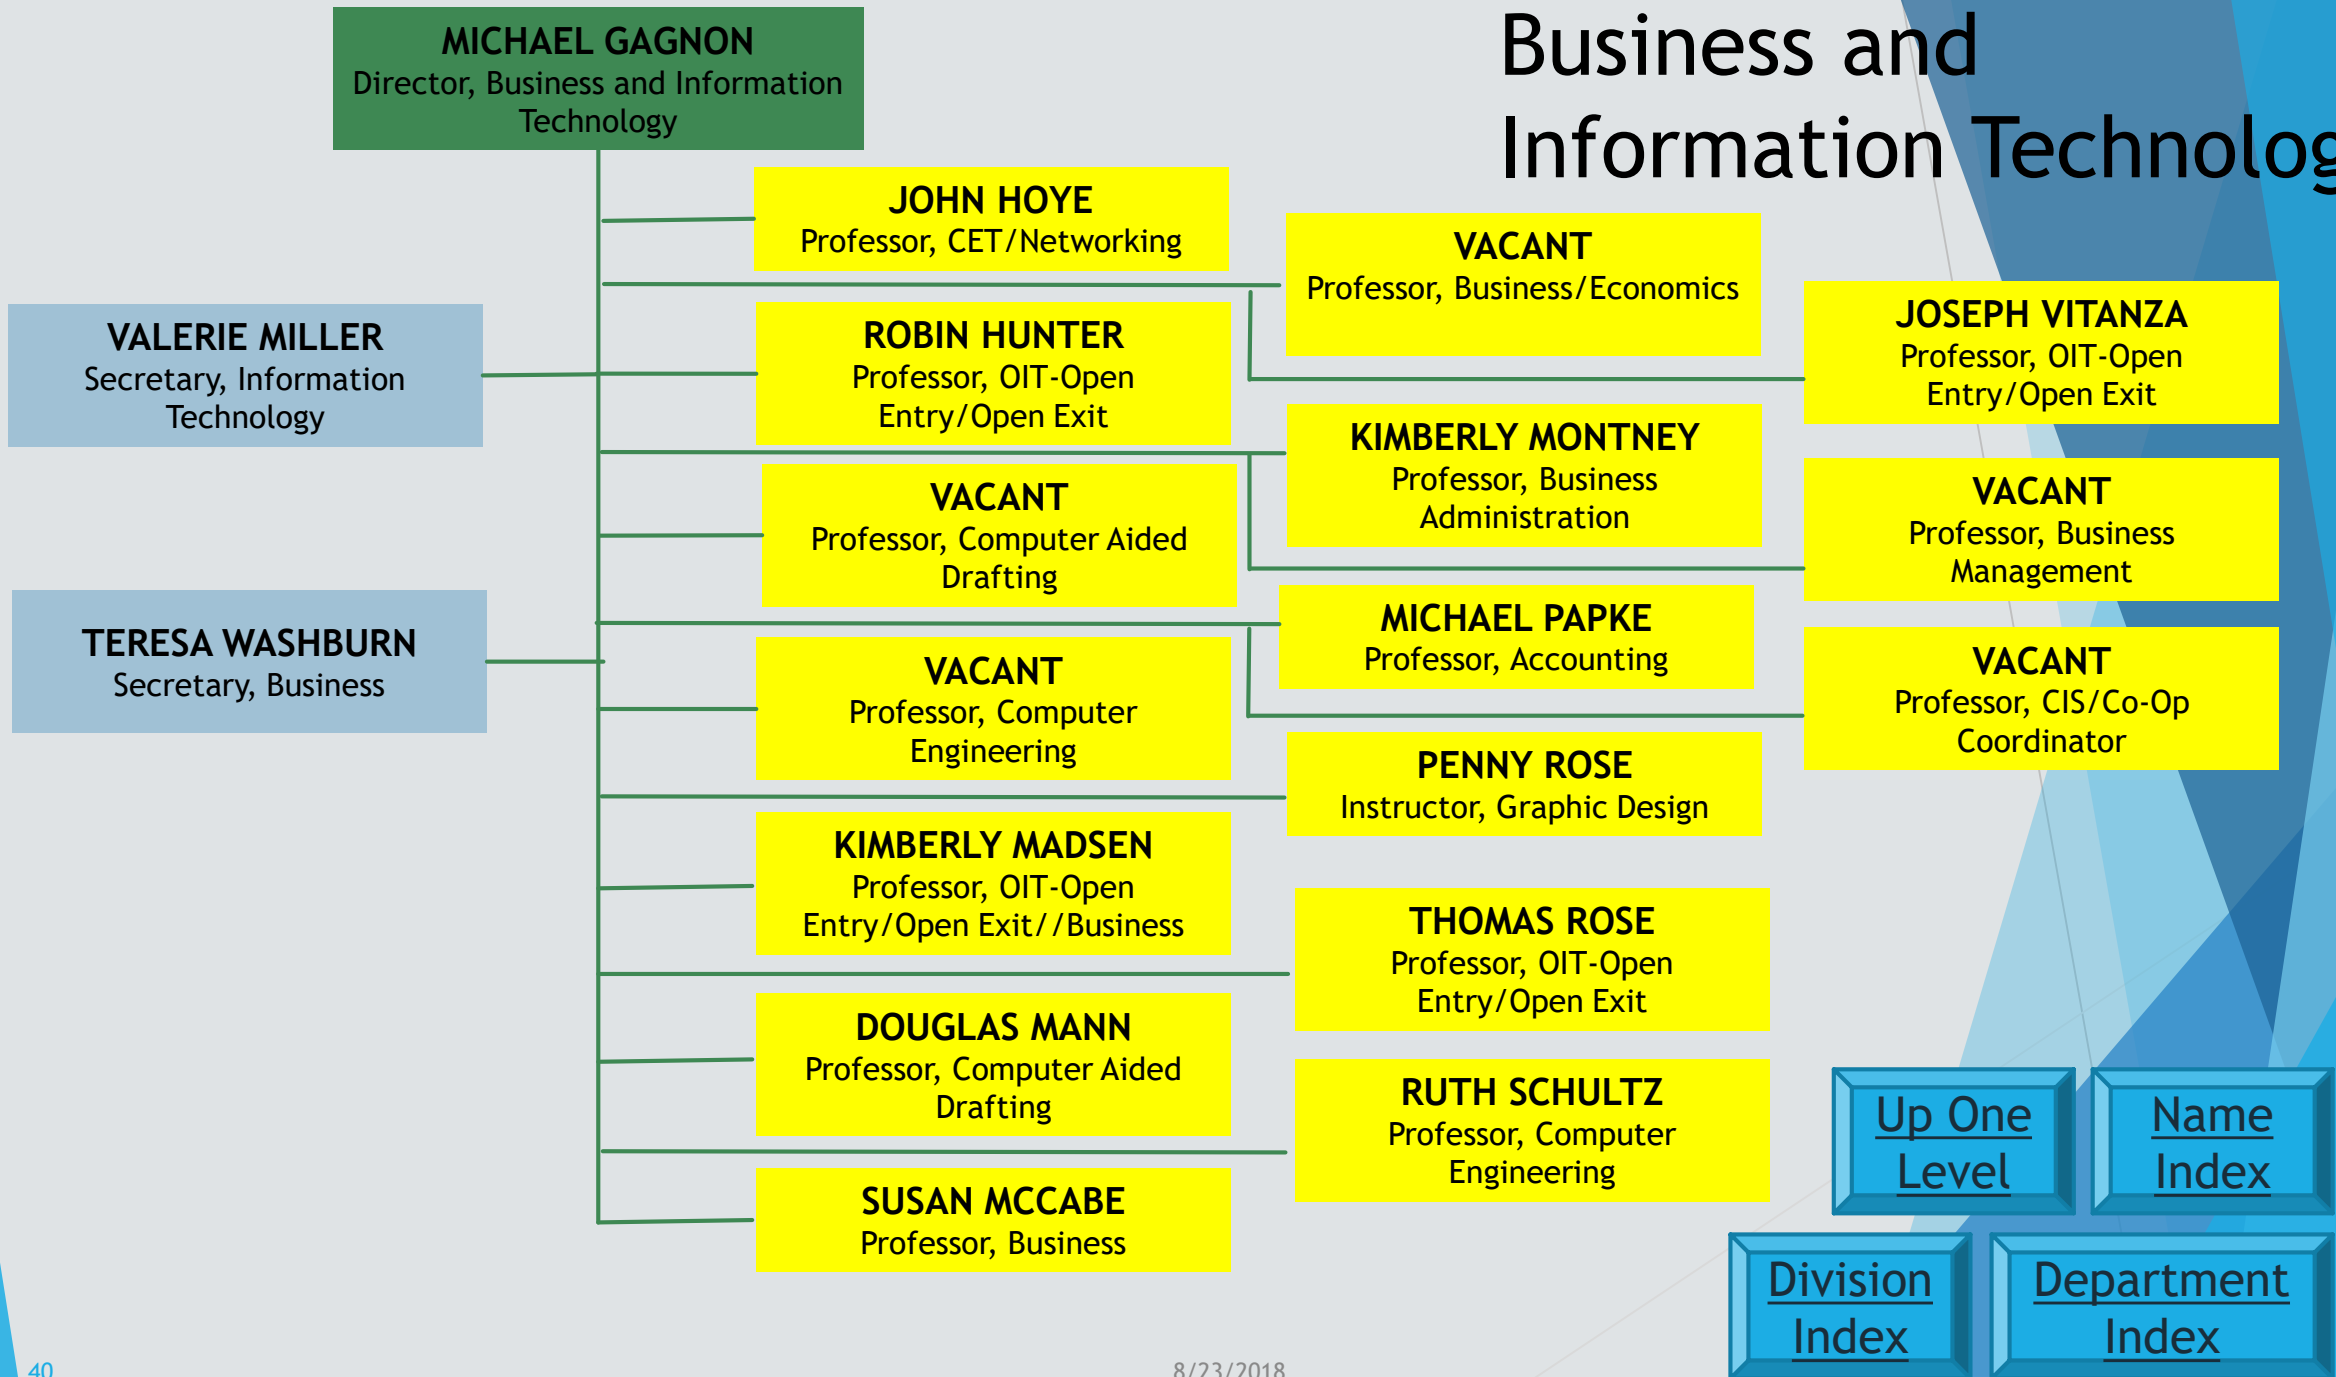 Business and
Information Technolog
MICHAEL GAGNON
Director, Business and Information
Technology
JOHN HOYE
Professor, CET/Networking
VACANT
Professor, Business/Economics
JOSEPH VITANZA
Professor, OIT-Open
Entry/Open Exit
VALERIE MILLER
Secretary, Information
Technology
ROBIN HUNTER
Professor, OIT-Open
Entry/Open Exit
KIMBERLY MONTNEY
Professor, Business
Administration
VACANT
Professor, Business
Management
VACANT
Professor, Computer Aided
Drafting
TERESA WASHBURN
Secretary, Business
MICHAEL PAPKE
Professor, Accounting
VACANT
Professor, CIS/Co-Op
Coordinator
VACANT
Professor, Computer
Engineering
PENNY ROSE
Instructor, Graphic Design
KIMBERLY MADSEN
Professor, OIT-Open
Entry/Open Exit//Business
THOMAS ROSE
Professor, OIT-Open
Entry/Open Exit
DOUGLAS MANN
Professor, Computer Aided
Drafting
RUTH SCHULTZ
Professor, Computer
Engineering
SUSAN MCCABE
Professor, Business
Up One
Level
Name
Index
Division
Index
Department
Index
40
8/23/2018